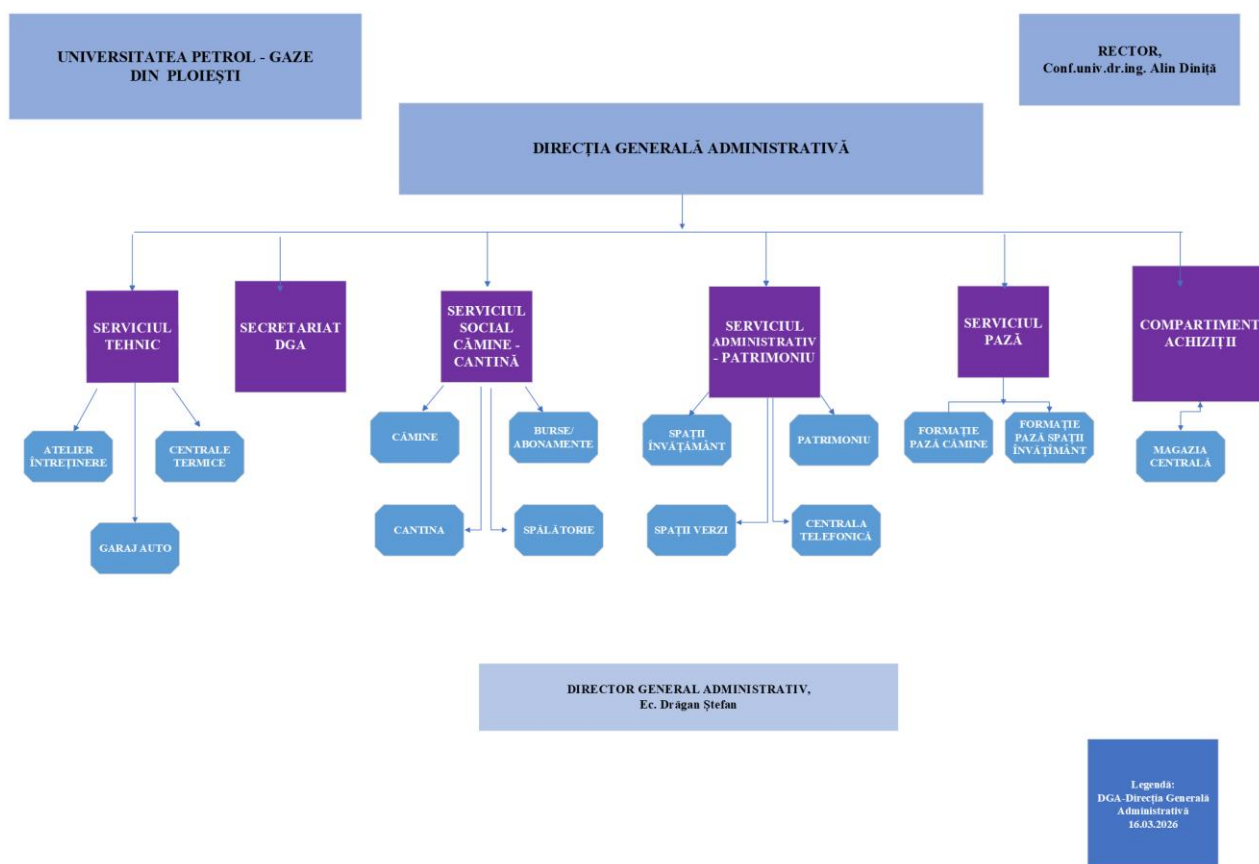 UNIVERSITATEA PETROL - GAZE
DIN PLOIEȘTI
RECTOR,
Conf.univ.dr.ing. Alin Diniță
DIRECȚIA GENERALĂ ADMINISTRATIVĂ
SERVICIUL
TEHNIC
SECRETARIAT
DGA
SERVICIUL
SOCIAL
CĂMINE -
CANTINĂ
SERVICIUL
ADMINISTRATIV
- PATRIMONIU
SERVICIUL
PAZĂ
COMPARTIMENT
ACHIZIȚII
ATELIER
ÎNTREȚINERE
CENTRALE
TERMICE
GARAJ AUTO
CĂMINE
BURSE/
ABONAMENTE
CANTINA
SPĂLĂTORIE
SPAȚII
ÎNVĂȚĂMÂNT
PATRIMONIU
SPAȚII VERZI
CENTRALA
TELEFONICĂ
FORMAȚIE
PAZĂ CĂMINE
FORMAȚIE
PAZĂ SPAȚII
ÎNVĂȚÎMÂNT
MAGAZIA
CENTRALĂ
DIRECTOR GENERAL ADMINISTRATIV,
Ec. Drăgan Ștefan
Legendă:
DGA-Direcția Generală
Administrativă
16.03.2026